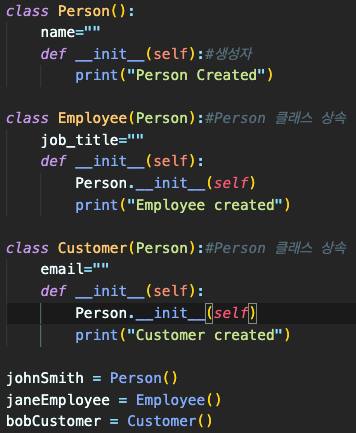 class Person():
    name=""
    def __init__(self):#생성자
        print("Person Created")

class Employee(Person):#Person 클래스 상속
    job_title=""
    def __init__(self):
        Person.__init__(self)
        print("Employee created")

class Customer(Person):#Person 클래스 상속
    email=""
    def __init__(self):
        Person.__init__(self)
        print("Customer created")

johnSmith = Person()
janeEmployee = Employee()
bobCustomer = Customer()